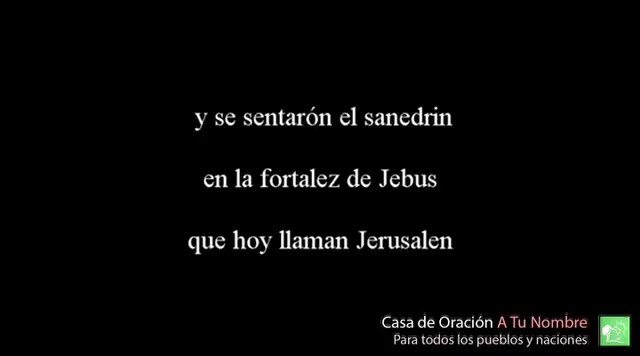 y se sentarón el sanedrin
en la fortalez de Jebus
que hoy llaman Jerusalen
Casa de Oración A Tu Nombre
Para todos los pueblos y naciones